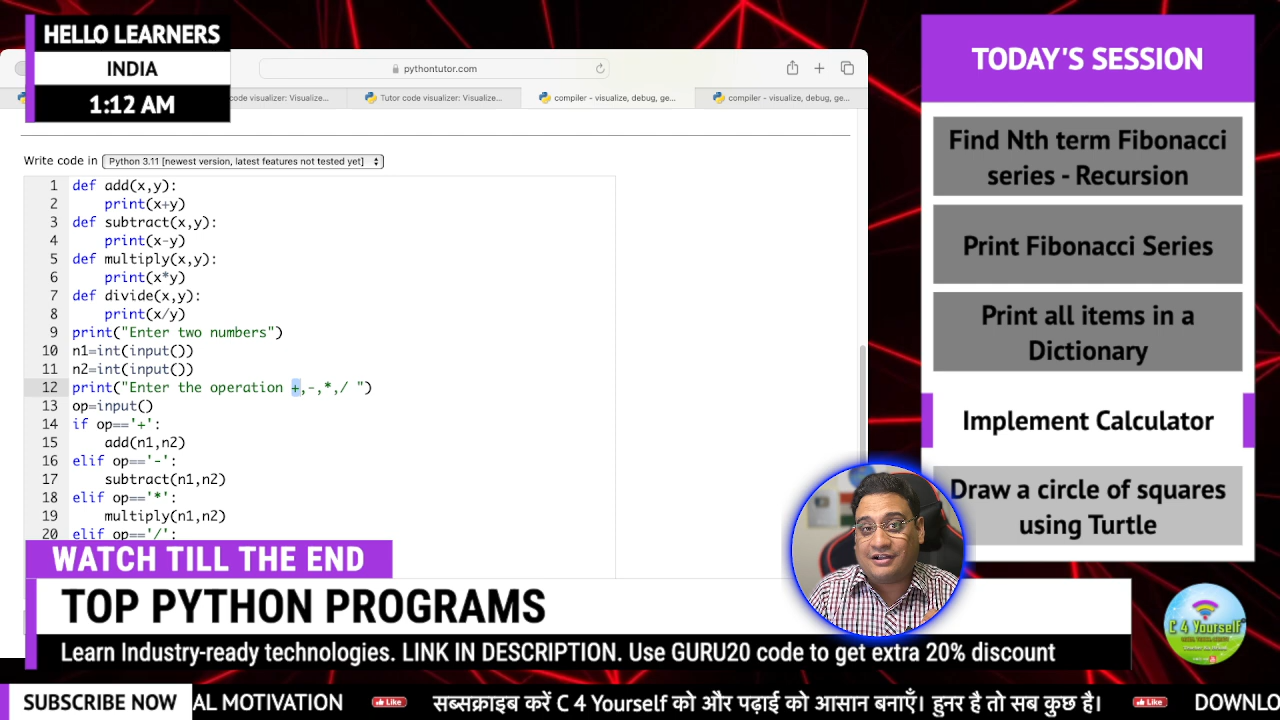 HELLO LEARNERS
INDIA
1:12 AM
pythontutor.com
code visualizer: Visualize...
Tutor code visualizer: Visualize...
compiler - visualize, debug, ge...
compiler - visualize, debug, ge...
Write code in Python 3.11 [newest version, latest features not tested yet]
1 def add(x,y):
2 print(x+y)
3 def subtract(x,y):
4 print(x-y)
5 def multiply(x,y):
6 print(x*y)
7 def divide(x,y):
8 print(x/y)
9 print("Enter two numbers")
10 n1=int(input())
11 n2=int(input())
12 print("Enter the operation +,-,*,/ ")
13 op=input()
14 if op=='+':
15 add(n1,n2)
16 elif op=='-':
17 subtract(n1,n2)
18 elif op=='*':
19 multiply(n1,n2)
20 elif op=='/':
TODAY'S SESSION
Find Nth term Fibonacci
series - Recursion
Print Fibonacci Series
Print all items in a
Dictionary
Implement Calculator
Draw a circle of squares
using Turtle
WATCH TILL THE END
TOP PYTHON PROGRAMS
Learn Industry-ready technologies. LINK IN DESCRIPTION. Use GURU20 code to get extra 20% discount
C 4 Yourself
SUBSCRIBE NOW
AL MOTIVATION Like सब्सक्राइब करें C 4 Yourself को और पढ़ाई को आसान बनाएँ। हुनर है तो सब कुछ है। Like DOWNLO